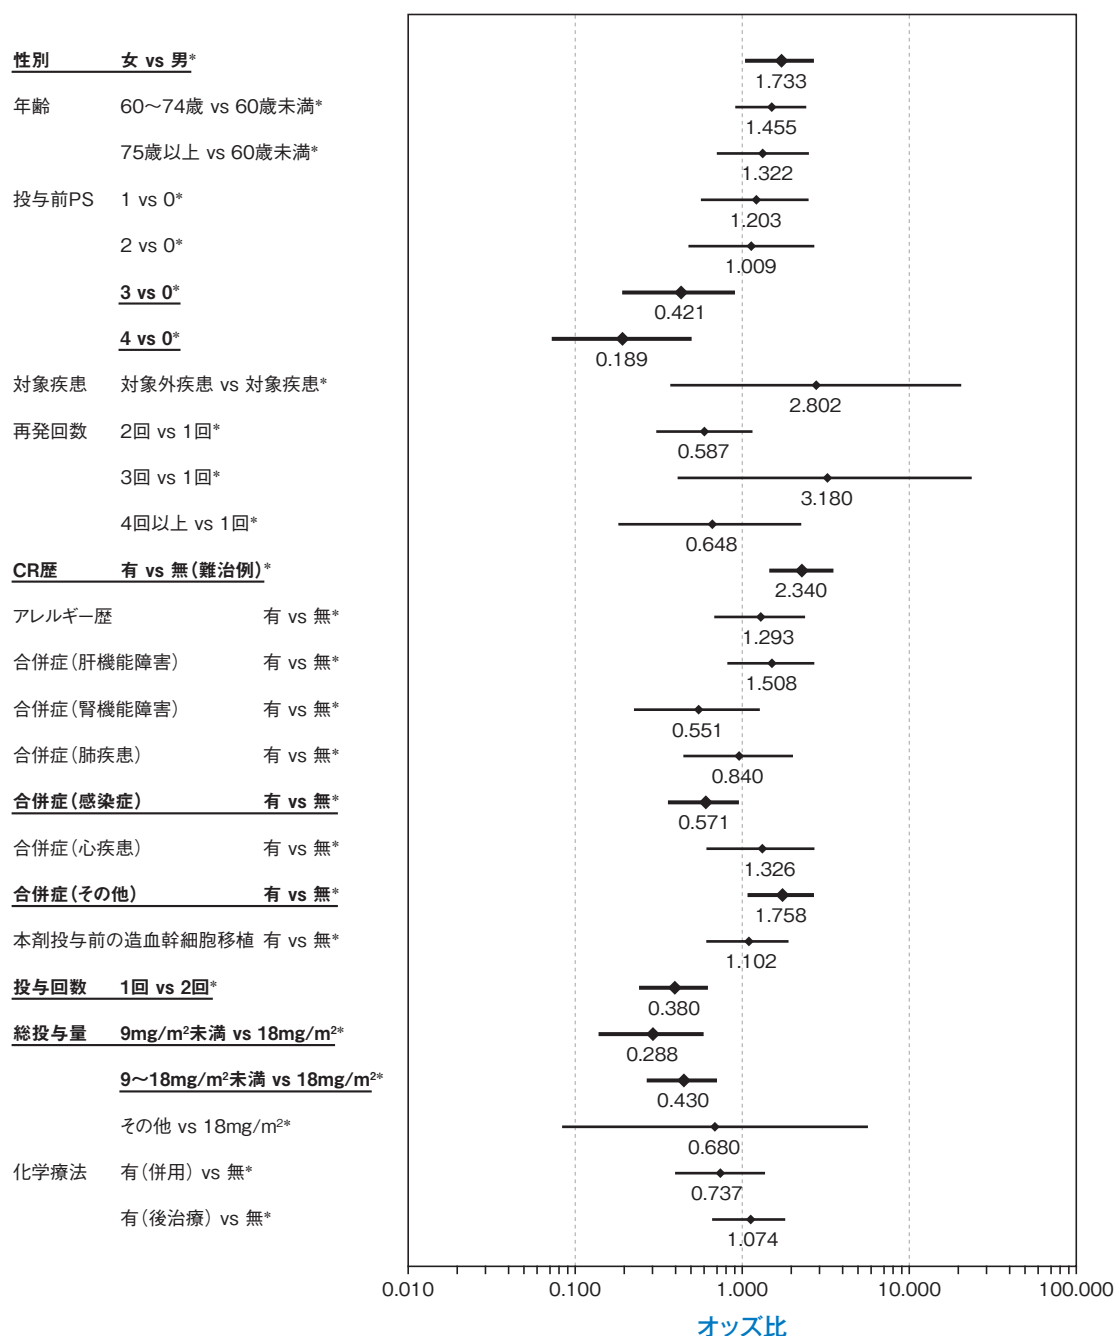 性別 女 vs 男* 1.733
年齢 60～74歳 vs 60歳未満* 1.455
75歳以上 vs 60歳未満* 1.322
投与前PS 1 vs 0* 1.203
2 vs 0* 1.009
3 vs 0* 0.421
4 vs 0* 0.189
対象疾患 対象外疾患 vs 対象疾患* 2.802
再発回数 2回 vs 1回* 0.587
3回 vs 1回* 3.180
4回以上 vs 1回* 0.648
CR歴 有 vs 無（難治例）* 2.340
アレルギー歴 有 vs 無* 1.293
合併症（肝機能障害） 有 vs 無* 1.508
合併症（腎機能障害） 有 vs 無* 0.551
合併症（肺疾患） 有 vs 無* 0.840
合併症（感染症） 有 vs 無* 0.571
合併症（心疾患） 有 vs 無* 1.326
合併症（その他） 有 vs 無* 1.758
本剤投与前の造血幹細胞移植 有 vs 無* 1.102
投与回数 1回 vs 2回* 0.380
総投与量 9mg/m²未満 vs 18mg/m²* 0.288
9～18mg/m²未満 vs 18mg/m²* 0.430
その他 vs 18mg/m²* 0.680
化学療法 有（併用） vs 無* 0.737
有（後治療） vs 無* 1.074
0.010 0.100 1.000 10.000 100.000
オッズ比